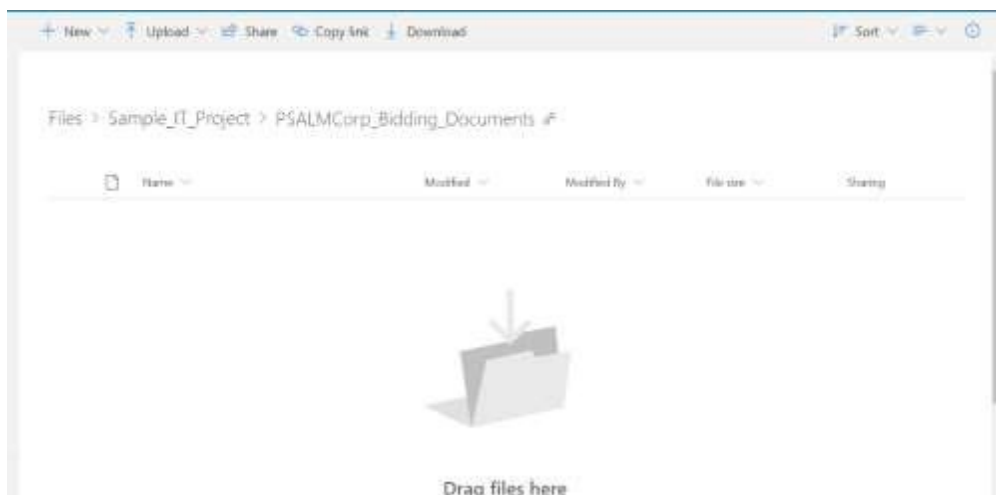 New Upload Share Copy link Download Sort
Files > Sample_IT_Project > PSALMCorp_Bidding_Documents
Name Modified Modified By File size Sharing
Drag files here